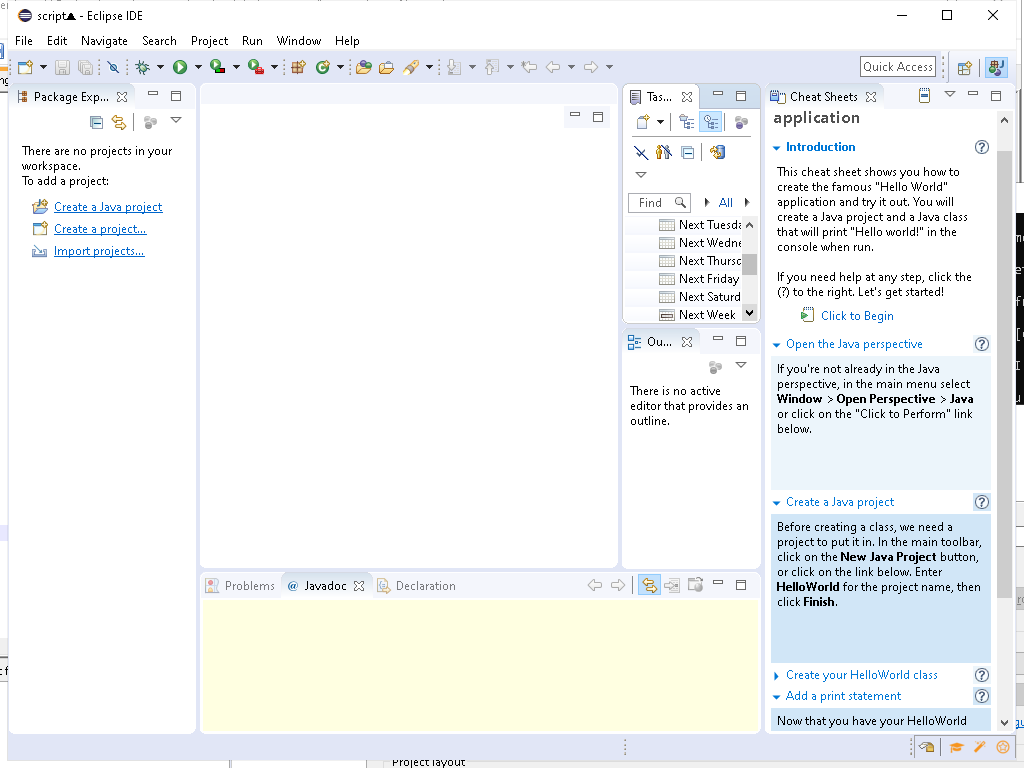 script▲ - Eclipse IDE
File Edit Navigate Search Project Run Window Help
Quick Access
Package Exp...
There are no projects in your
workspace.
To add a project:
Create a Java project
Create a project...
Import projects...
Tas...
Find All
Next Tuesda
Next Wedne
Next Thursd
Next Friday
Next Saturd
Next Week
Ou...
There is no active
editor that provides an
outline.
Problems @ Javadoc Declaration
Cheat Sheets
application
Introduction
This cheat sheet shows you how to
create the famous "Hello World"
application and try it out. You will
create a Java project and a Java class
that will print "Hello world!" in the
console when run.
If you need help at any step, click the
(?) to the right. Let's get started!
Click to Begin
Open the Java perspective
If you're not already in the Java
perspective, in the main menu select
Window > Open Perspective > Java
or click on the "Click to Perform" link
below.
Create a Java project
Before creating a class, we need a
project to put it in. In the main toolbar,
click on the New Java Project button,
or click on the link below. Enter
HelloWorld for the project name, then
click Finish.
Create your HelloWorld class
Add a print statement
Now that you have your HelloWorld
Project layout